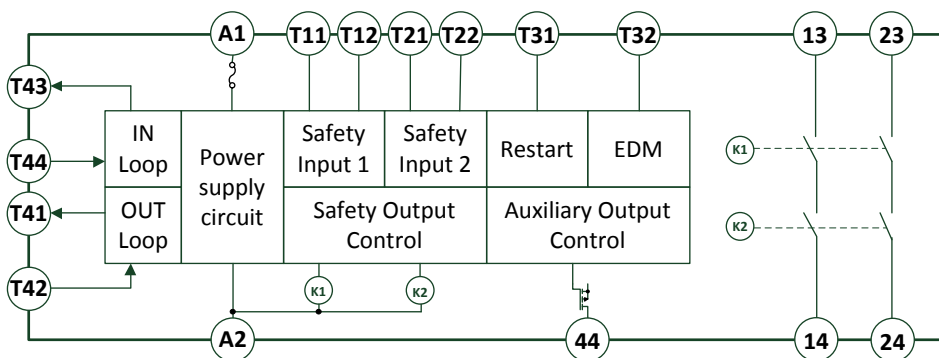 A1 T11 T12 T21 T22 T31 T32 13 23
T43
T44
T41
T42
IN
Loop
OUT
Loop
Power
supply
circuit
Safety
Input 1
Safety
Input 2
Restart
EDM
Safety Output
Control
Auxiliary Output
Control
K1
K2
K1
K2
A2 44 14 24